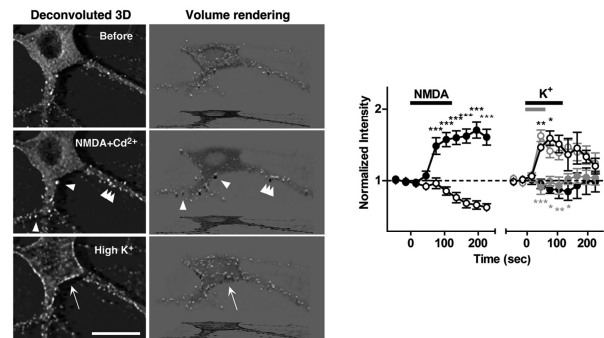 Deconvoluted 3D
Volume rendering
Before
NMDA+Cd²⁺
High K⁺
NMDA
K⁺
Normalized Intensity
2
1
***
***
***
***
***
***
**
*
***
*
**
*
0
100
200
0
100
200
Time (sec)